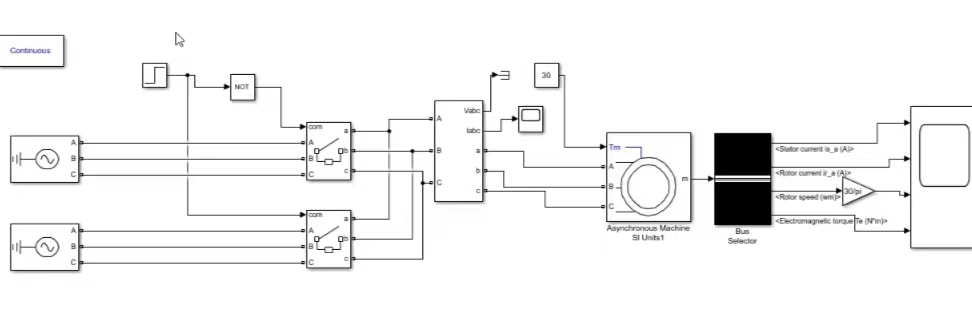 Continuous
NOT
30
com
A
B
C
a
b
c
A
B
C
com
A
B
C
a
b
c
A
B
C
A
B
C
Vabc
Iabc
a
b
c
Tm
A
B
C
m
Asynchronous Machine
SI Units1
Bus
Selector
<Stator current is_a (A)>
<Rotor current ir_a (A)>
<Rotor speed (wm)>
30/pi
<Electromagnetic torque Te (N*m)>